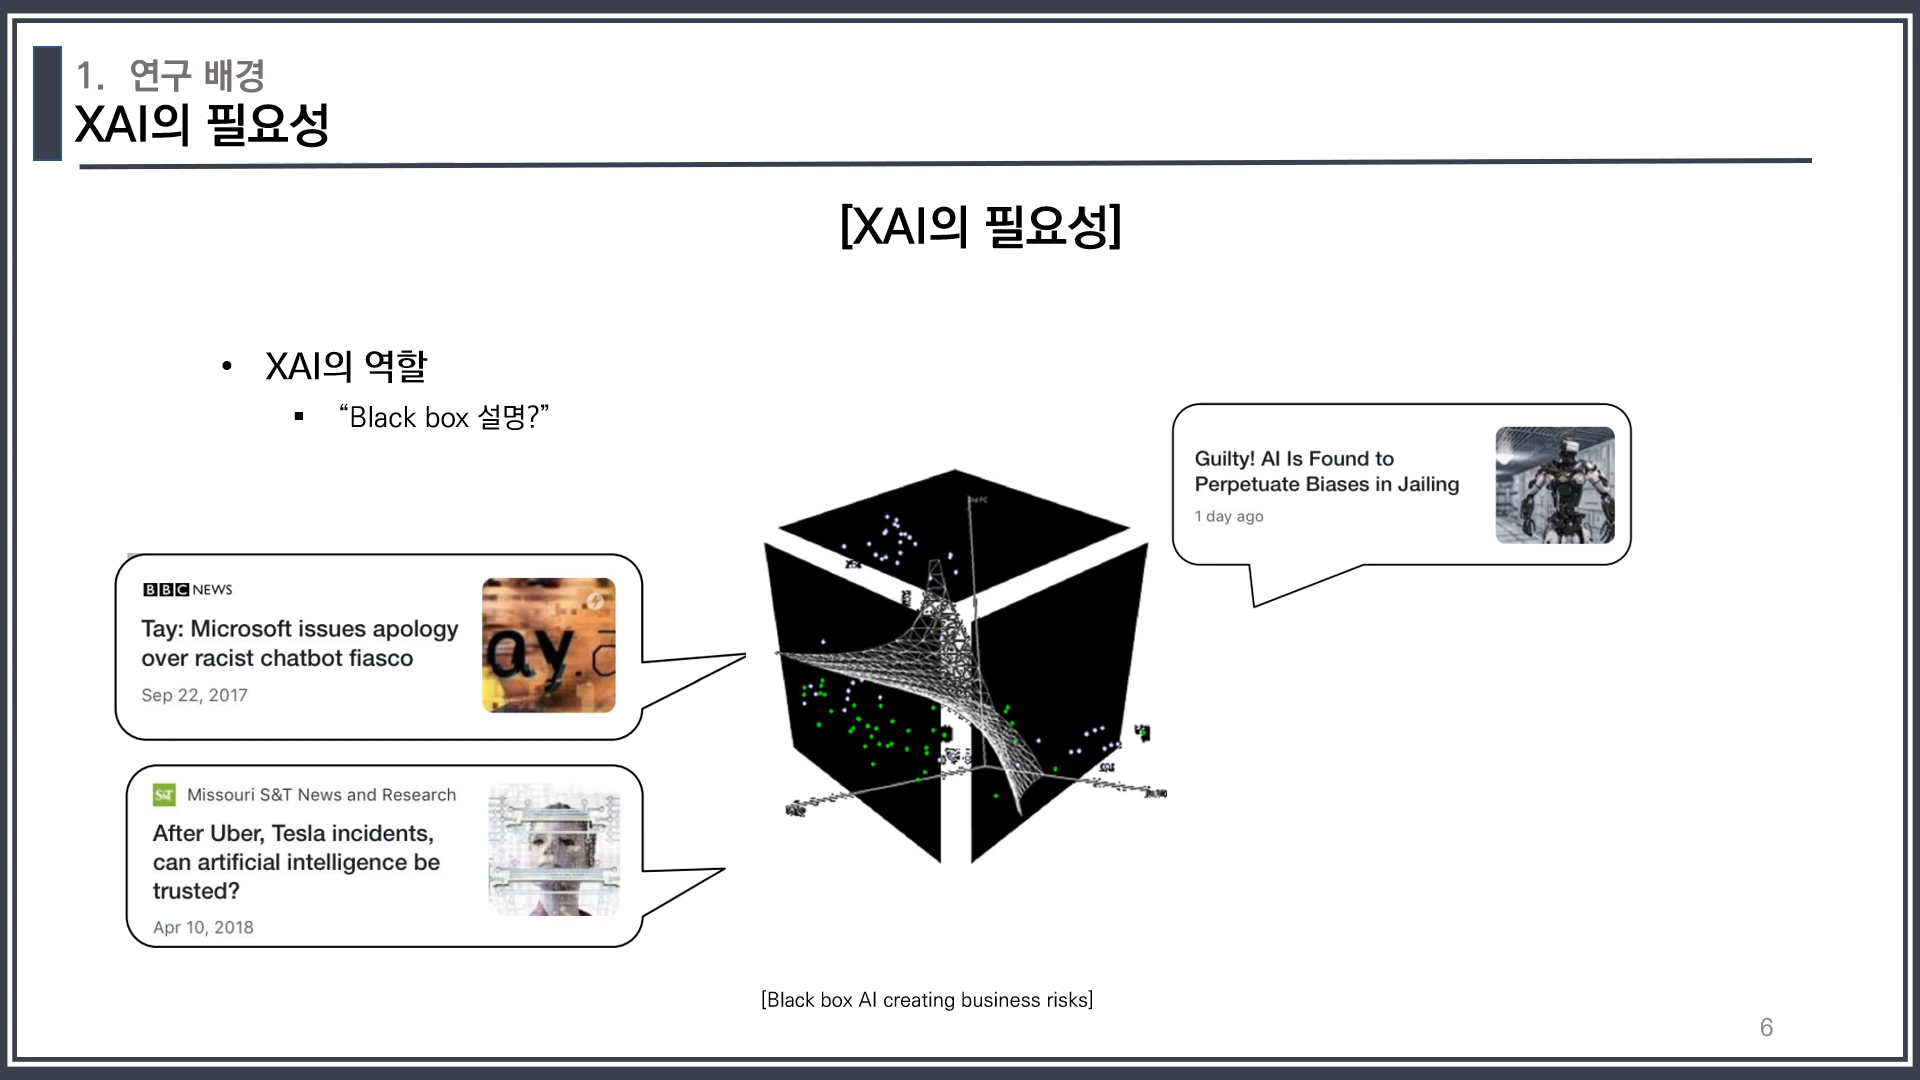 1. 연구 배경
XAI의 필요성
[XAI의 필요성]
• XAI의 역할
▪ “Black box 설명?”
Guilty! AI Is Found to
Perpetuate Biases in Jailing
1 day ago
BBC NEWS
Tay: Microsoft issues apology
over racist chatbot fiasco
Sep 22, 2017
ay.
S&T Missouri S&T News and Research
After Uber, Tesla incidents,
can artificial intelligence be
trusted?
Apr 10, 2018
[Black box AI creating business risks]
6